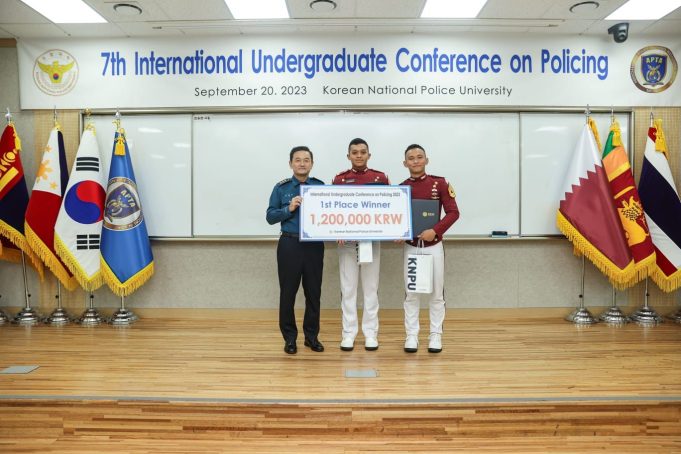 7th International Undergraduate Conference on Policing
September 20. 2023 Korean National Police University
APTA
International Undergraduate Conference on Policing 2023
1st Place Winner
1,200,000 KRW
Korean National Police University
KNPU